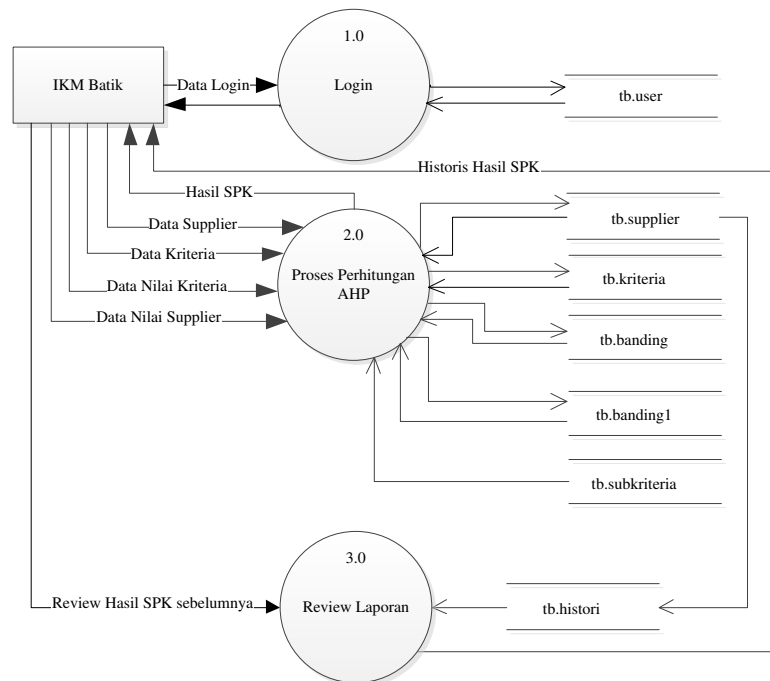 1.0
IKM Batik
Data Login
Login
tb.user
Historis Hasil SPK
Hasil SPK
Data Supplier
2.0
tb.supplier
Data Kriteria
Proses Perhitungan
AHP
tb.kriteria
Data Nilai Kriteria
Data Nilai Supplier
tb.banding
tb.banding1
tb.subkriteria
3.0
Review Hasil SPK sebelumnya
Review Laporan
tb.histori